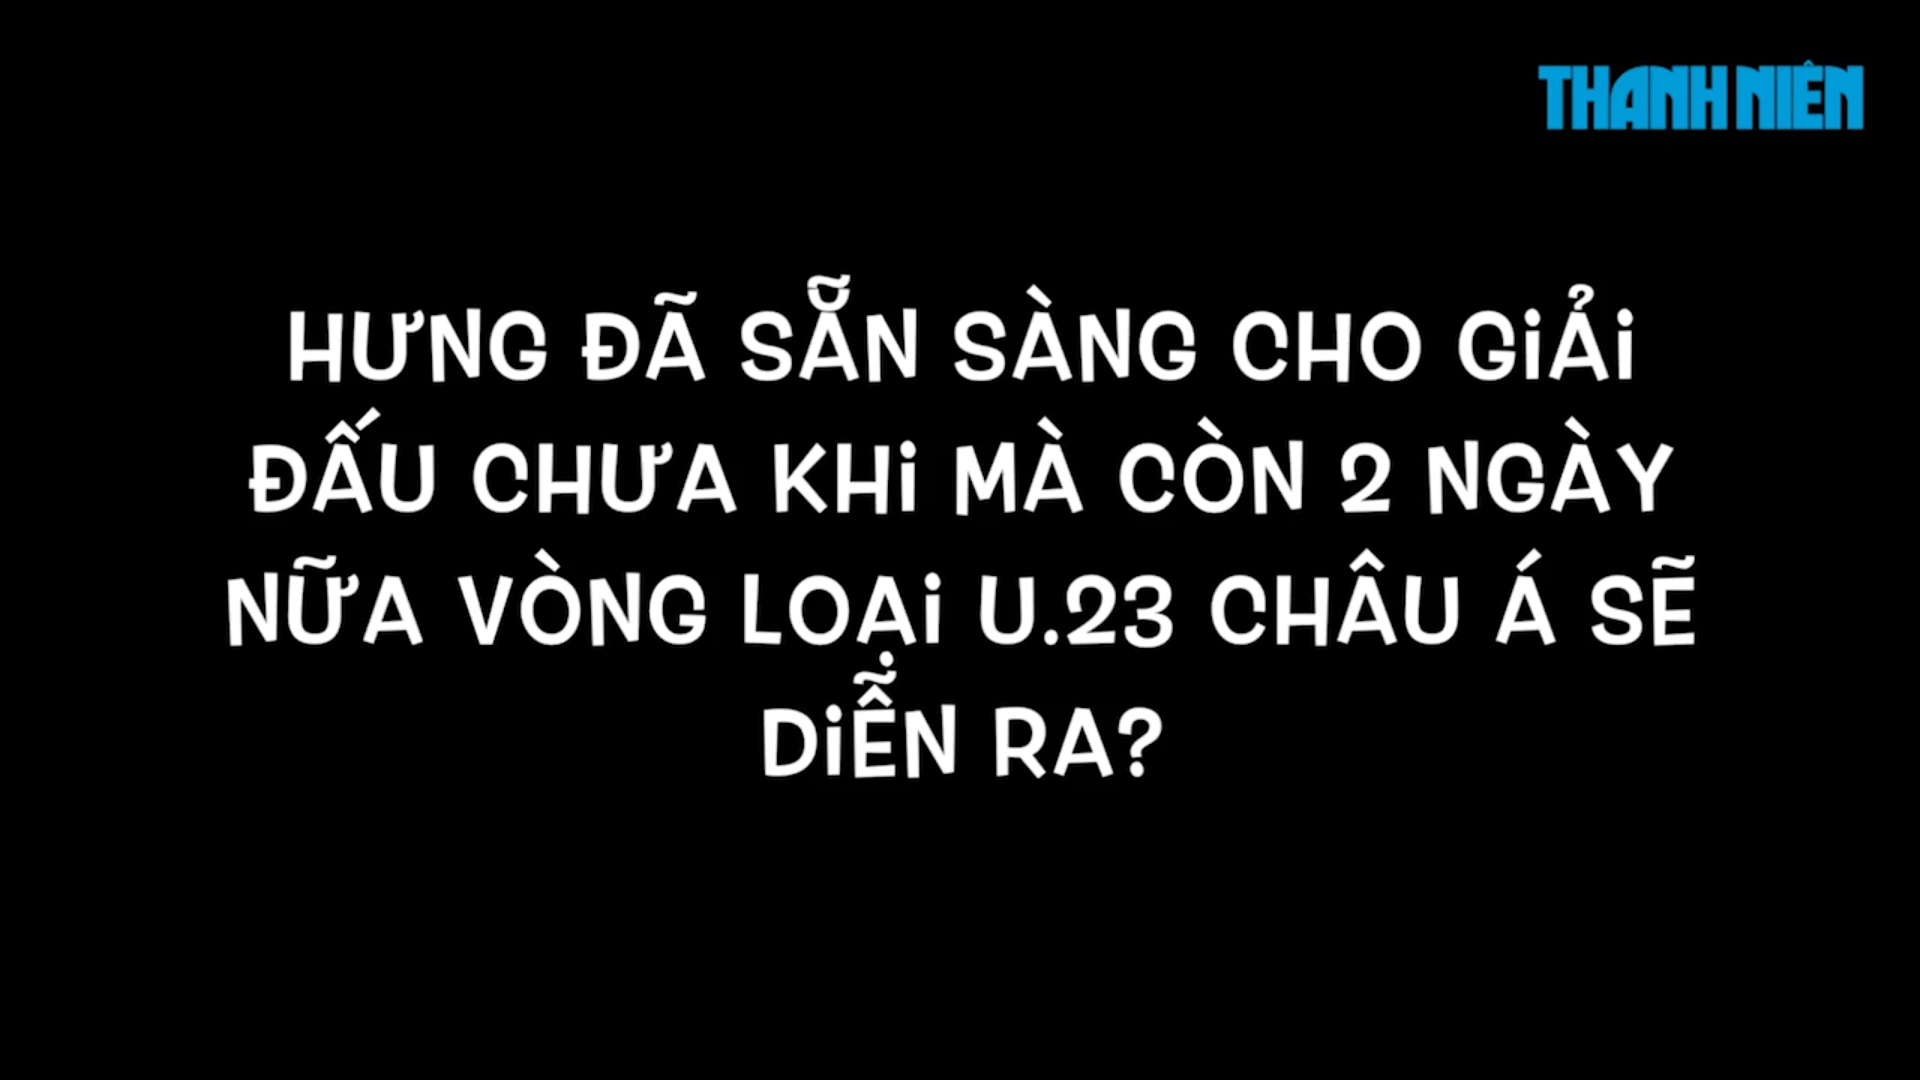 THANH NIÊN
HƯNG ĐÃ SẴN SÀNG CHO GIẢI
ĐẤU CHƯA KHI MÀ CÒN 2 NGÀY
NỮA VÒNG LOẠI U.23 CHÂU Á SẼ
DIỄN RA?